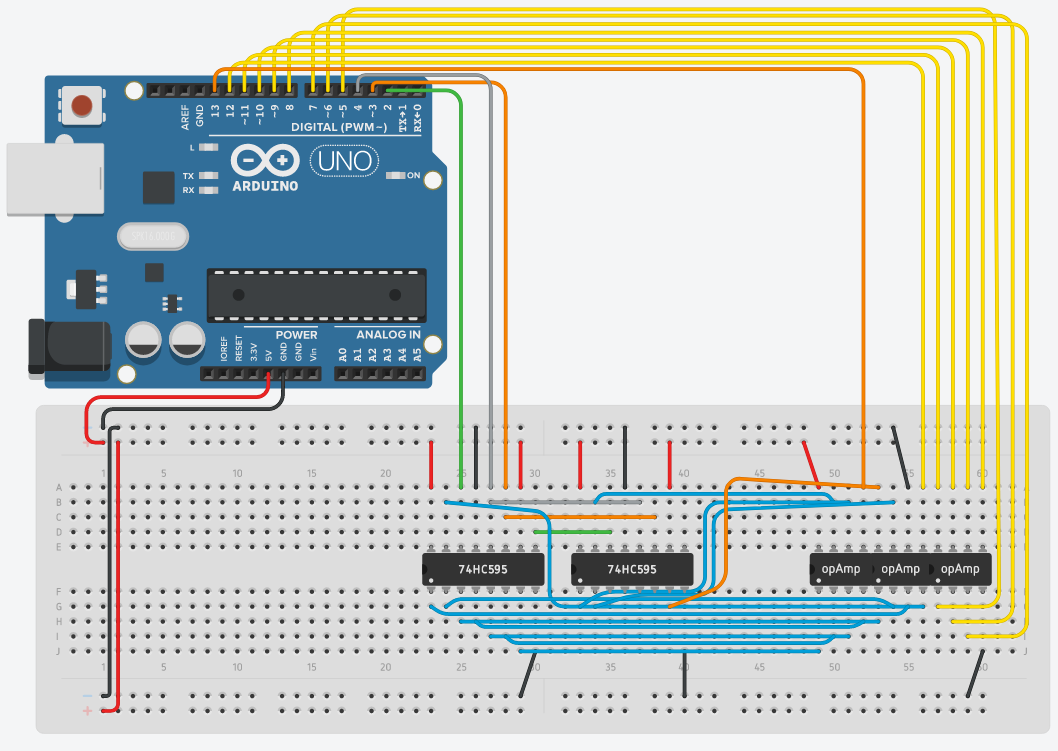 AREF
GND
13
12
~11
~10
~9
8
7
~6
~5
4
~3
2
TX→1
RX←0
DIGITAL (PWM~)
L
TX
RX
ARDUINO
UNO
ON
POWER
ANALOG IN
IOREF
RESET
3.3V
5V
GND
GND
Vin
A0
A1
A2
A3
A4
A5
1 5 10 15 20 25 30 35 40 45 50 55 60
A
B
C
D
E
74HC595 74HC595 opAmp opAmp opAmp
F
G
H
I I
J J
1 5 10 15 20 25 30 35 40 45 50 55 60
−
+